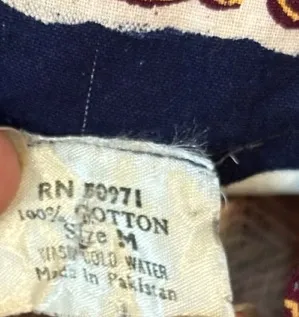 RN 50971
100% COTTON
Size M
WASH COLD WATER
Made in Pakistan